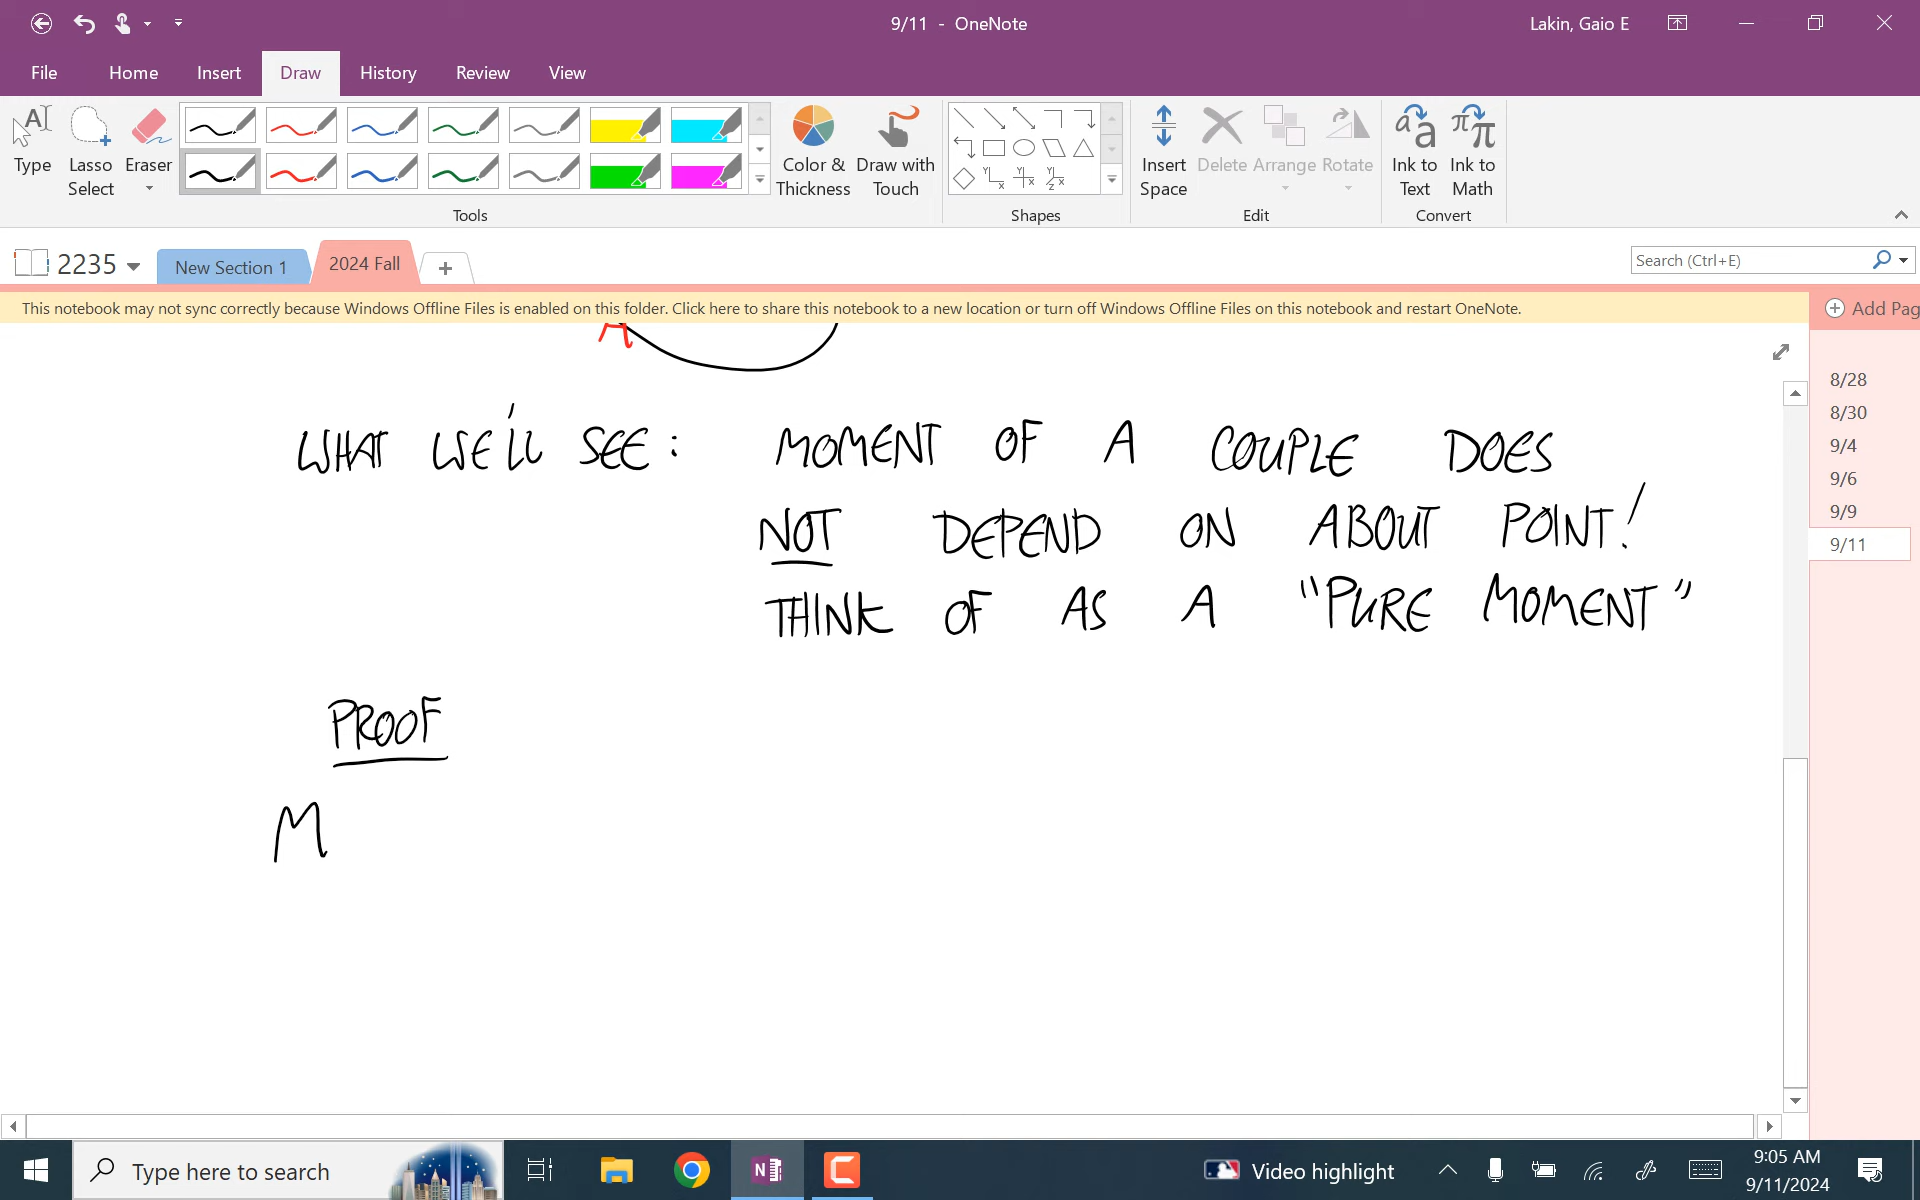 9/11 - OneNote
Lakin, Gaio E
File Home Insert Draw History Review View
Type
Lasso Select
Eraser
Color & Thickness
Draw with Touch
Insert Space
Delete
Arrange
Rotate
Ink to Text
Ink to Math
Tools Shapes Edit Convert
2235 New Section 1 2024 Fall
Search (Ctrl+E)
This notebook may not sync correctly because Windows Offline Files is enabled on this folder. Click here to share this notebook to a new location or turn off Windows Offline Files on this notebook and restart OneNote.
Add Pag
8/28
8/30
9/4
9/6
9/9
9/11
WHAT WE'LL SEE: MOMENT OF A COUPLE DOES
NOT DEPEND ON ABOUT POINT!
THINK OF AS A "PURE MOMENT"
PROOF
M
Type here to search
Video highlight
9:05 AM
9/11/2024